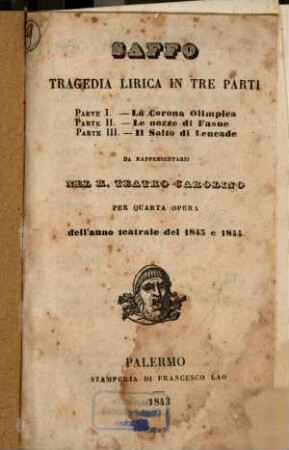 SAFFO
TRAGEDIA LIRICA IN TRE PARTI
PARTE I. — La Corona Olimpica
PARTE II. — Le nozze di Faone
PARTE III. — Il Salto di Leucade
DA RAPPRESENTARSI
NEL R. TEATRO CAROLINO
PER QUARTA OPERA
dell'anno teatrale del 1843 e 1844
PALERMO
STAMPERIA DI FRANCESCO LAO
1843